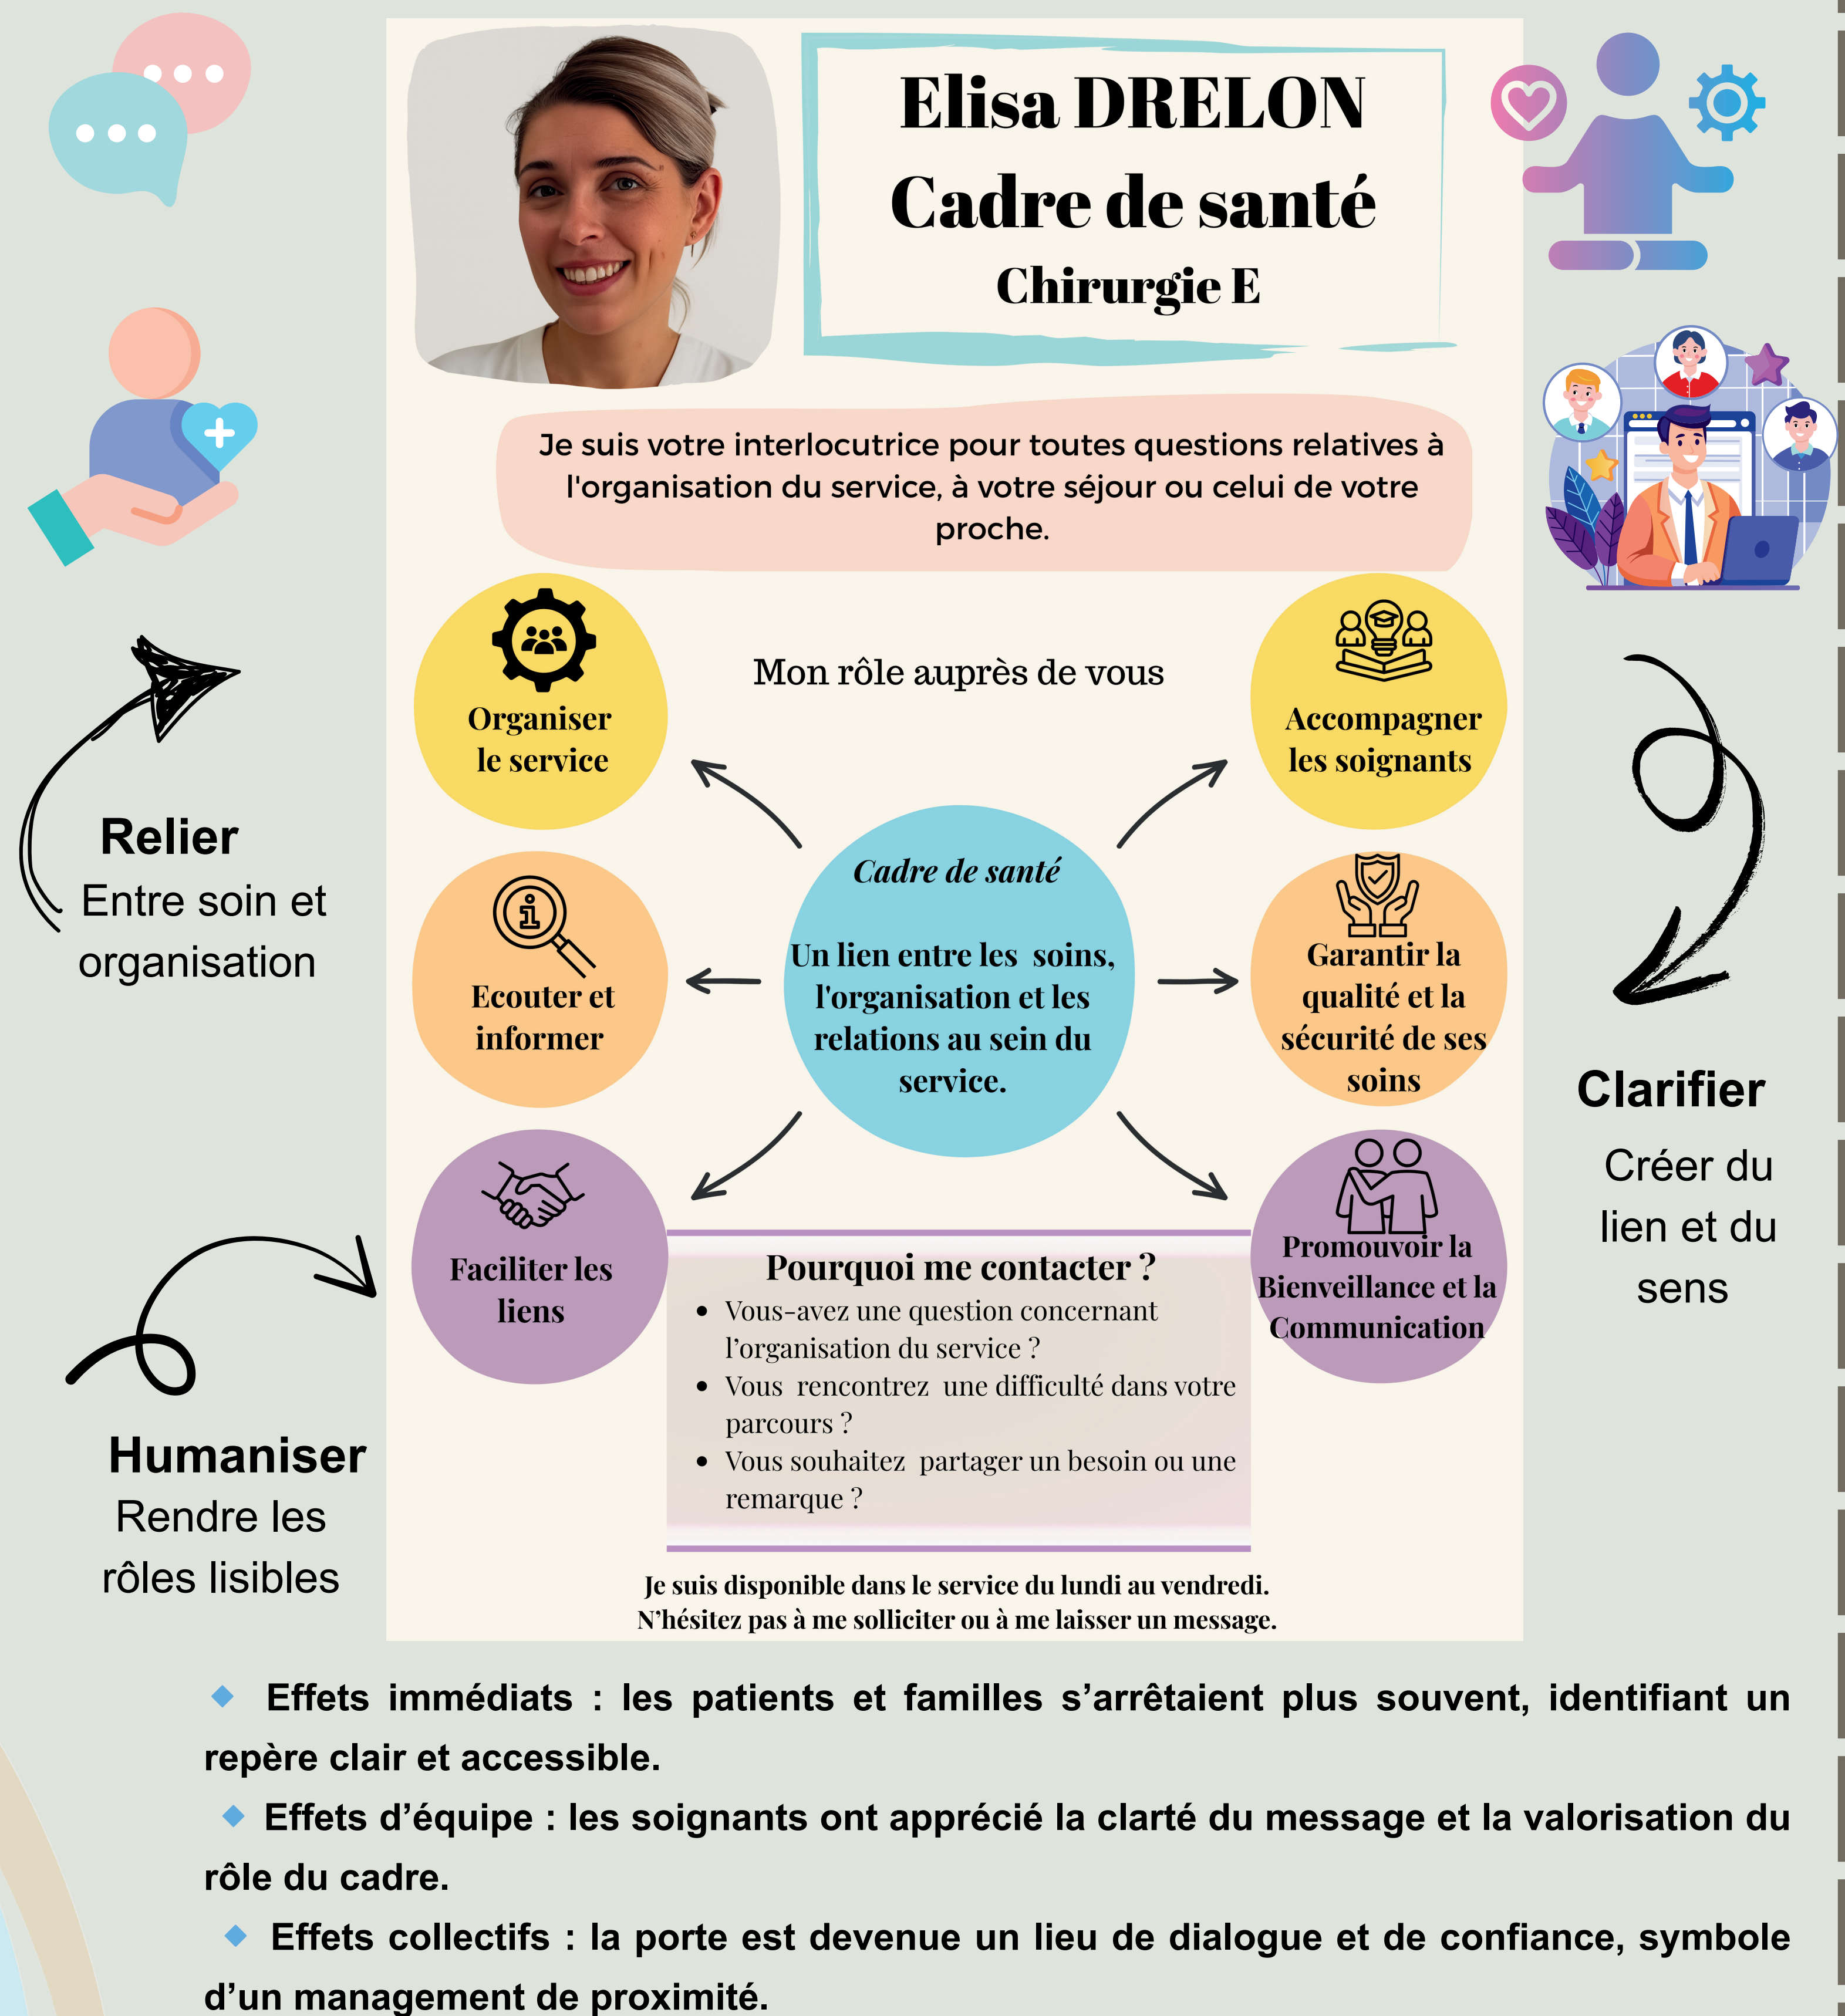 Elisa DRELON
Cadre de santé
Chirurgie E
Je suis votre interlocutrice pour toutes questions relatives à
l'organisation du service, à votre séjour ou celui de votre
proche.
Mon rôle auprès de vous
Organiser
le service
Accompagner
les soignants
Cadre de santé
Un lien entre les soins,
l'organisation et les
relations au sein du
service.
Ecouter et
informer
Garantir la
qualité et la
sécurité de ses
soins
Faciliter les
liens
Promouvoir la
Bienveillance et la
Communication
Pourquoi me contacter ?
• Vous-avez une question concernant
l’organisation du service ?
• Vous rencontrez une difficulté dans votre
parcours ?
• Vous souhaitez partager un besoin ou une
remarque ?
Je suis disponible dans le service du lundi au vendredi.
N’hésitez pas à me solliciter ou à me laisser un message.
Relier
Entre soin et
organisation
Humaniser
Rendre les
rôles lisibles
Clarifier
Créer du
lien et du
sens
🔹 Effets immédiats : les patients et familles s’arrêtaient plus souvent, identifiant un
repère clair et accessible.
🔹 Effets d’équipe : les soignants ont apprécié la clarté du message et la valorisation du
rôle du cadre.
🔹 Effets collectifs : la porte est devenue un lieu de dialogue et de confiance, symbole
d’un management de proximité.